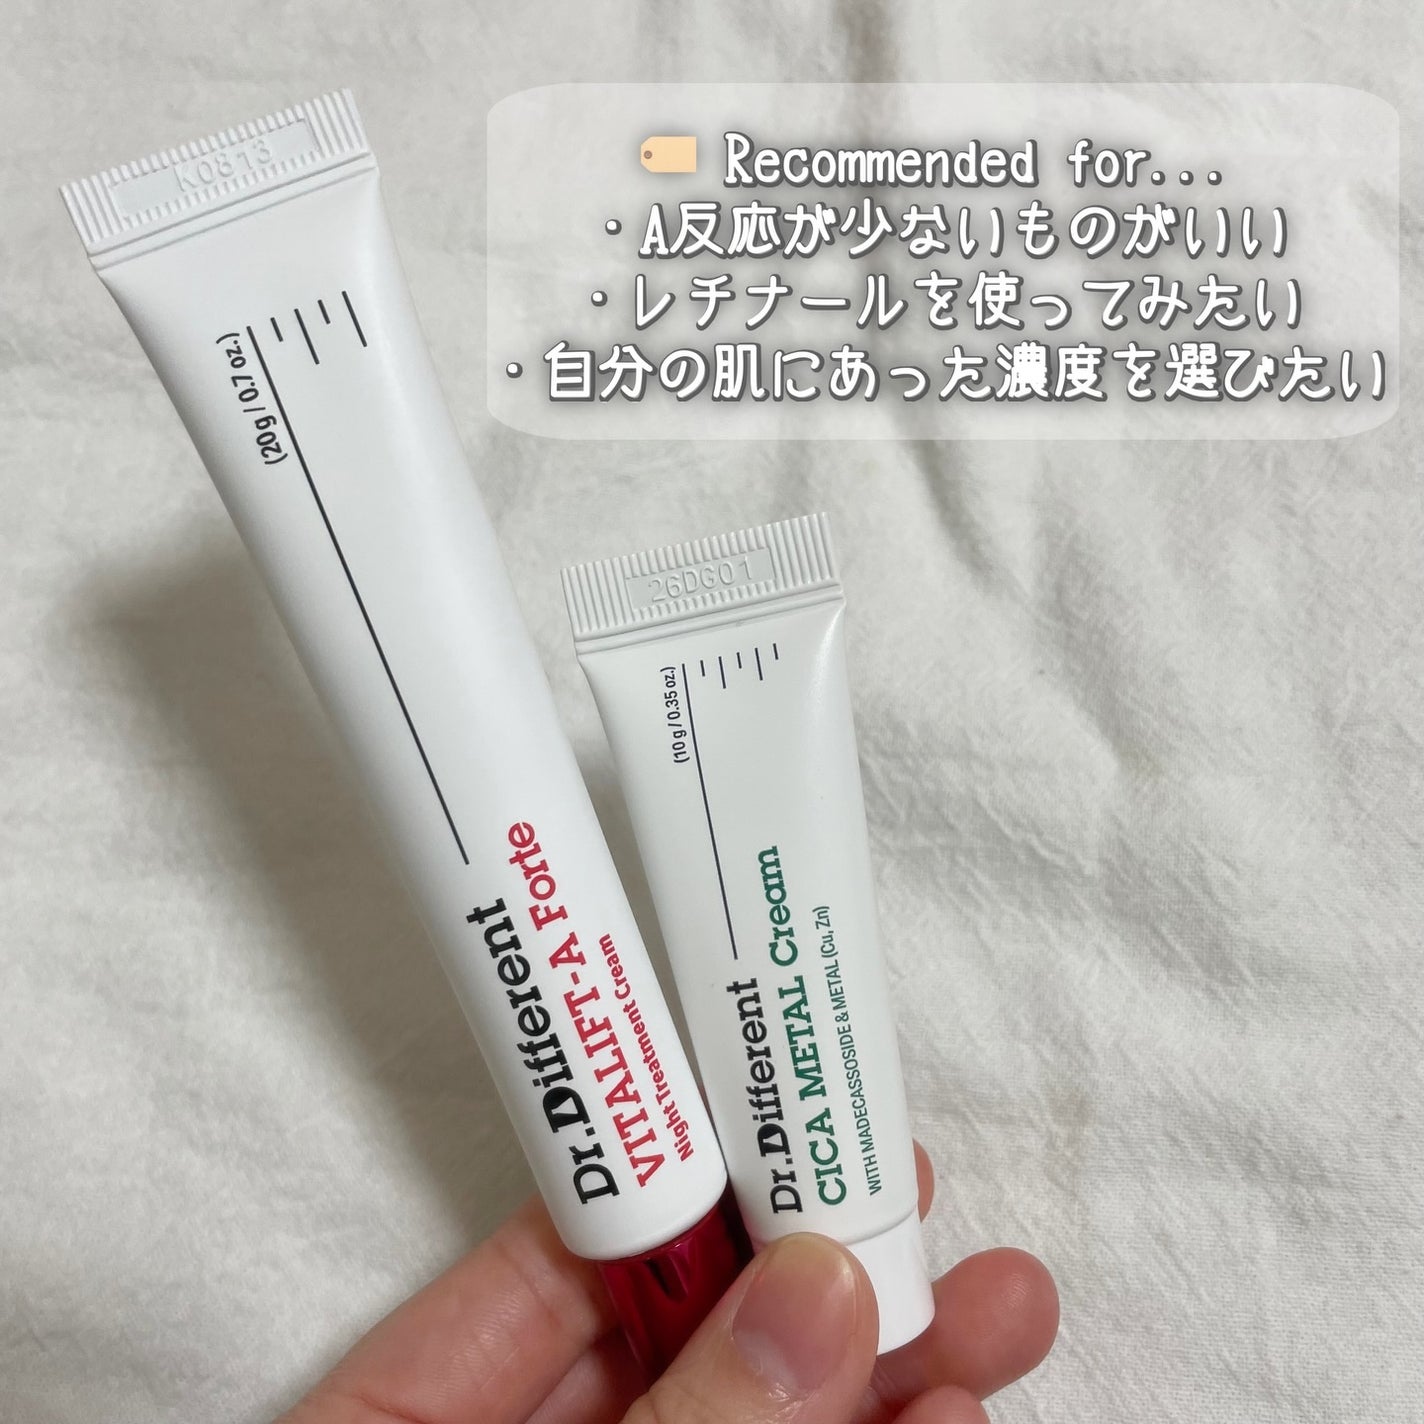 Recommended for...
・A反応が少ないものがいい
・レチナールを使ってみたい
・自分の肌にあった濃度を選びたい
K0813
(20g / 0.7 oz.)
Dr.Different
VITALIFT-A Forte
Night Treatment Cream
26DG01
(10 g / 0.35 oz.)
Dr.Different
CICA METAL Cream
WITH MADECASSOSIDE & METAL (Cu, Zn)